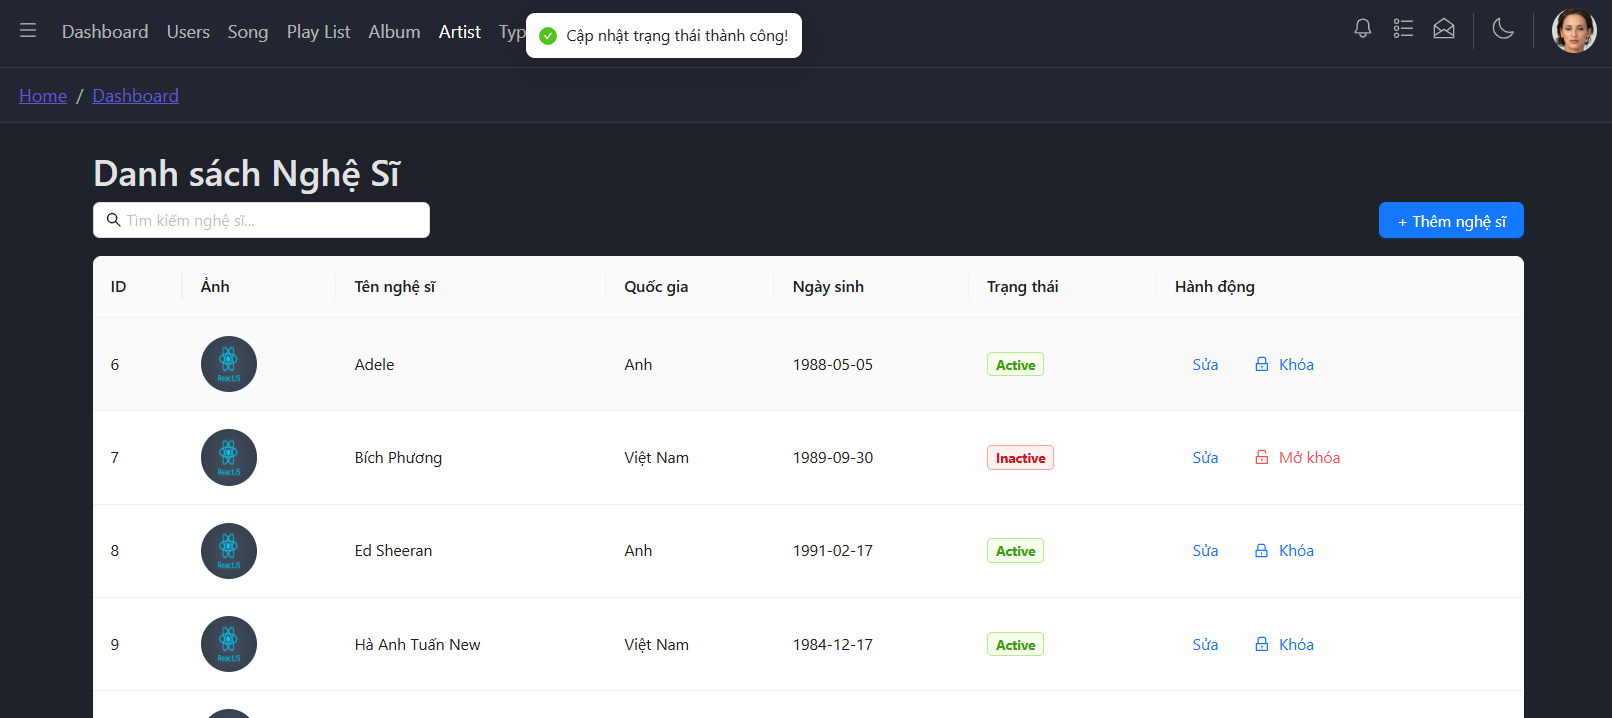 Dashboard Users Song Play List Album Artist Typ
Cập nhật trạng thái thành công!
Home / Dashboard
Danh sách Nghệ Sĩ
Tìm kiếm nghệ sĩ...
+ Thêm nghệ sĩ
ID Ảnh Tên nghệ sĩ Quốc gia Ngày sinh Trạng thái Hành động
6 ReactJS Adele Anh 1988-05-05 Active Sửa Khóa
7 ReactJS Bích Phương Việt Nam 1989-09-30 Inactive Sửa Mở khóa
8 ReactJS Ed Sheeran Anh 1991-02-17 Active Sửa Khóa
9 ReactJS Hà Anh Tuấn New Việt Nam 1984-12-17 Active Sửa Khóa